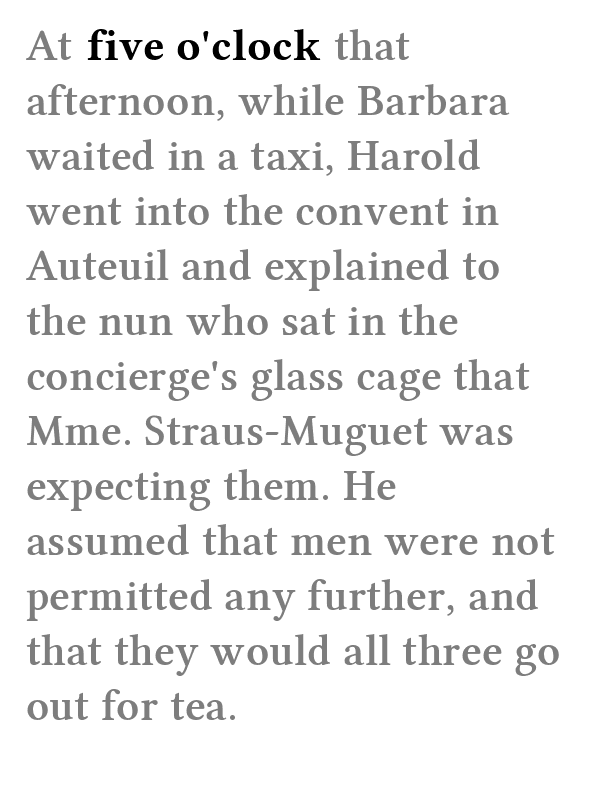 At five o'clock that
afternoon, while Barbara
waited in a taxi, Harold
went into the convent in
Auteuil and explained to
the nun who sat in the
concierge's glass cage that
Mme. Straus-Muguet was
expecting them. He
assumed that men were not
permitted any further, and
that they would all three go
out for tea.